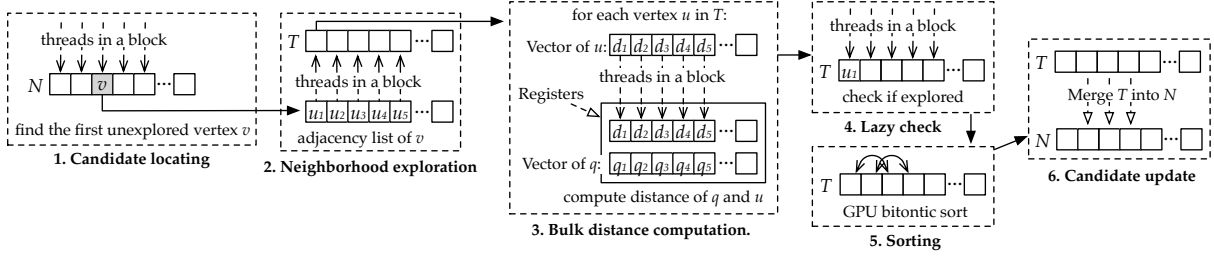 threads in a block
N v ...
find the first unexplored vertex v
1. Candidate locating
T ...
threads in a block
u1 u2 u3 u4 u5 ...
adjacency list of v
2. Neighborhood exploration
for each vertex u in T:
Vector of u: d1 d2 d3 d4 d5 ...
threads in a block
Registers
d1 d2 d3 d4 d5 ...
Vector of q: q1 q2 q3 q4 q5 ...
compute distance of q and u
3. Bulk distance computation.
threads in a block
T u1 ...
check if explored
4. Lazy check
T ...
GPU bitontic sort
5. Sorting
T ...
Merge T into N
N ...
6. Candidate update